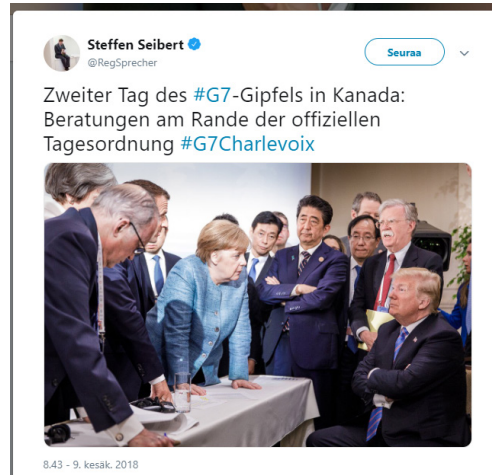 Steffen Seibert
@RegSprecher
Seuraa
Zweiter Tag des #G7-Gipfels in Kanada:
Beratungen am Rande der offiziellen
Tagesordnung #G7Charlevoix
8.43 - 9. kesäk. 2018